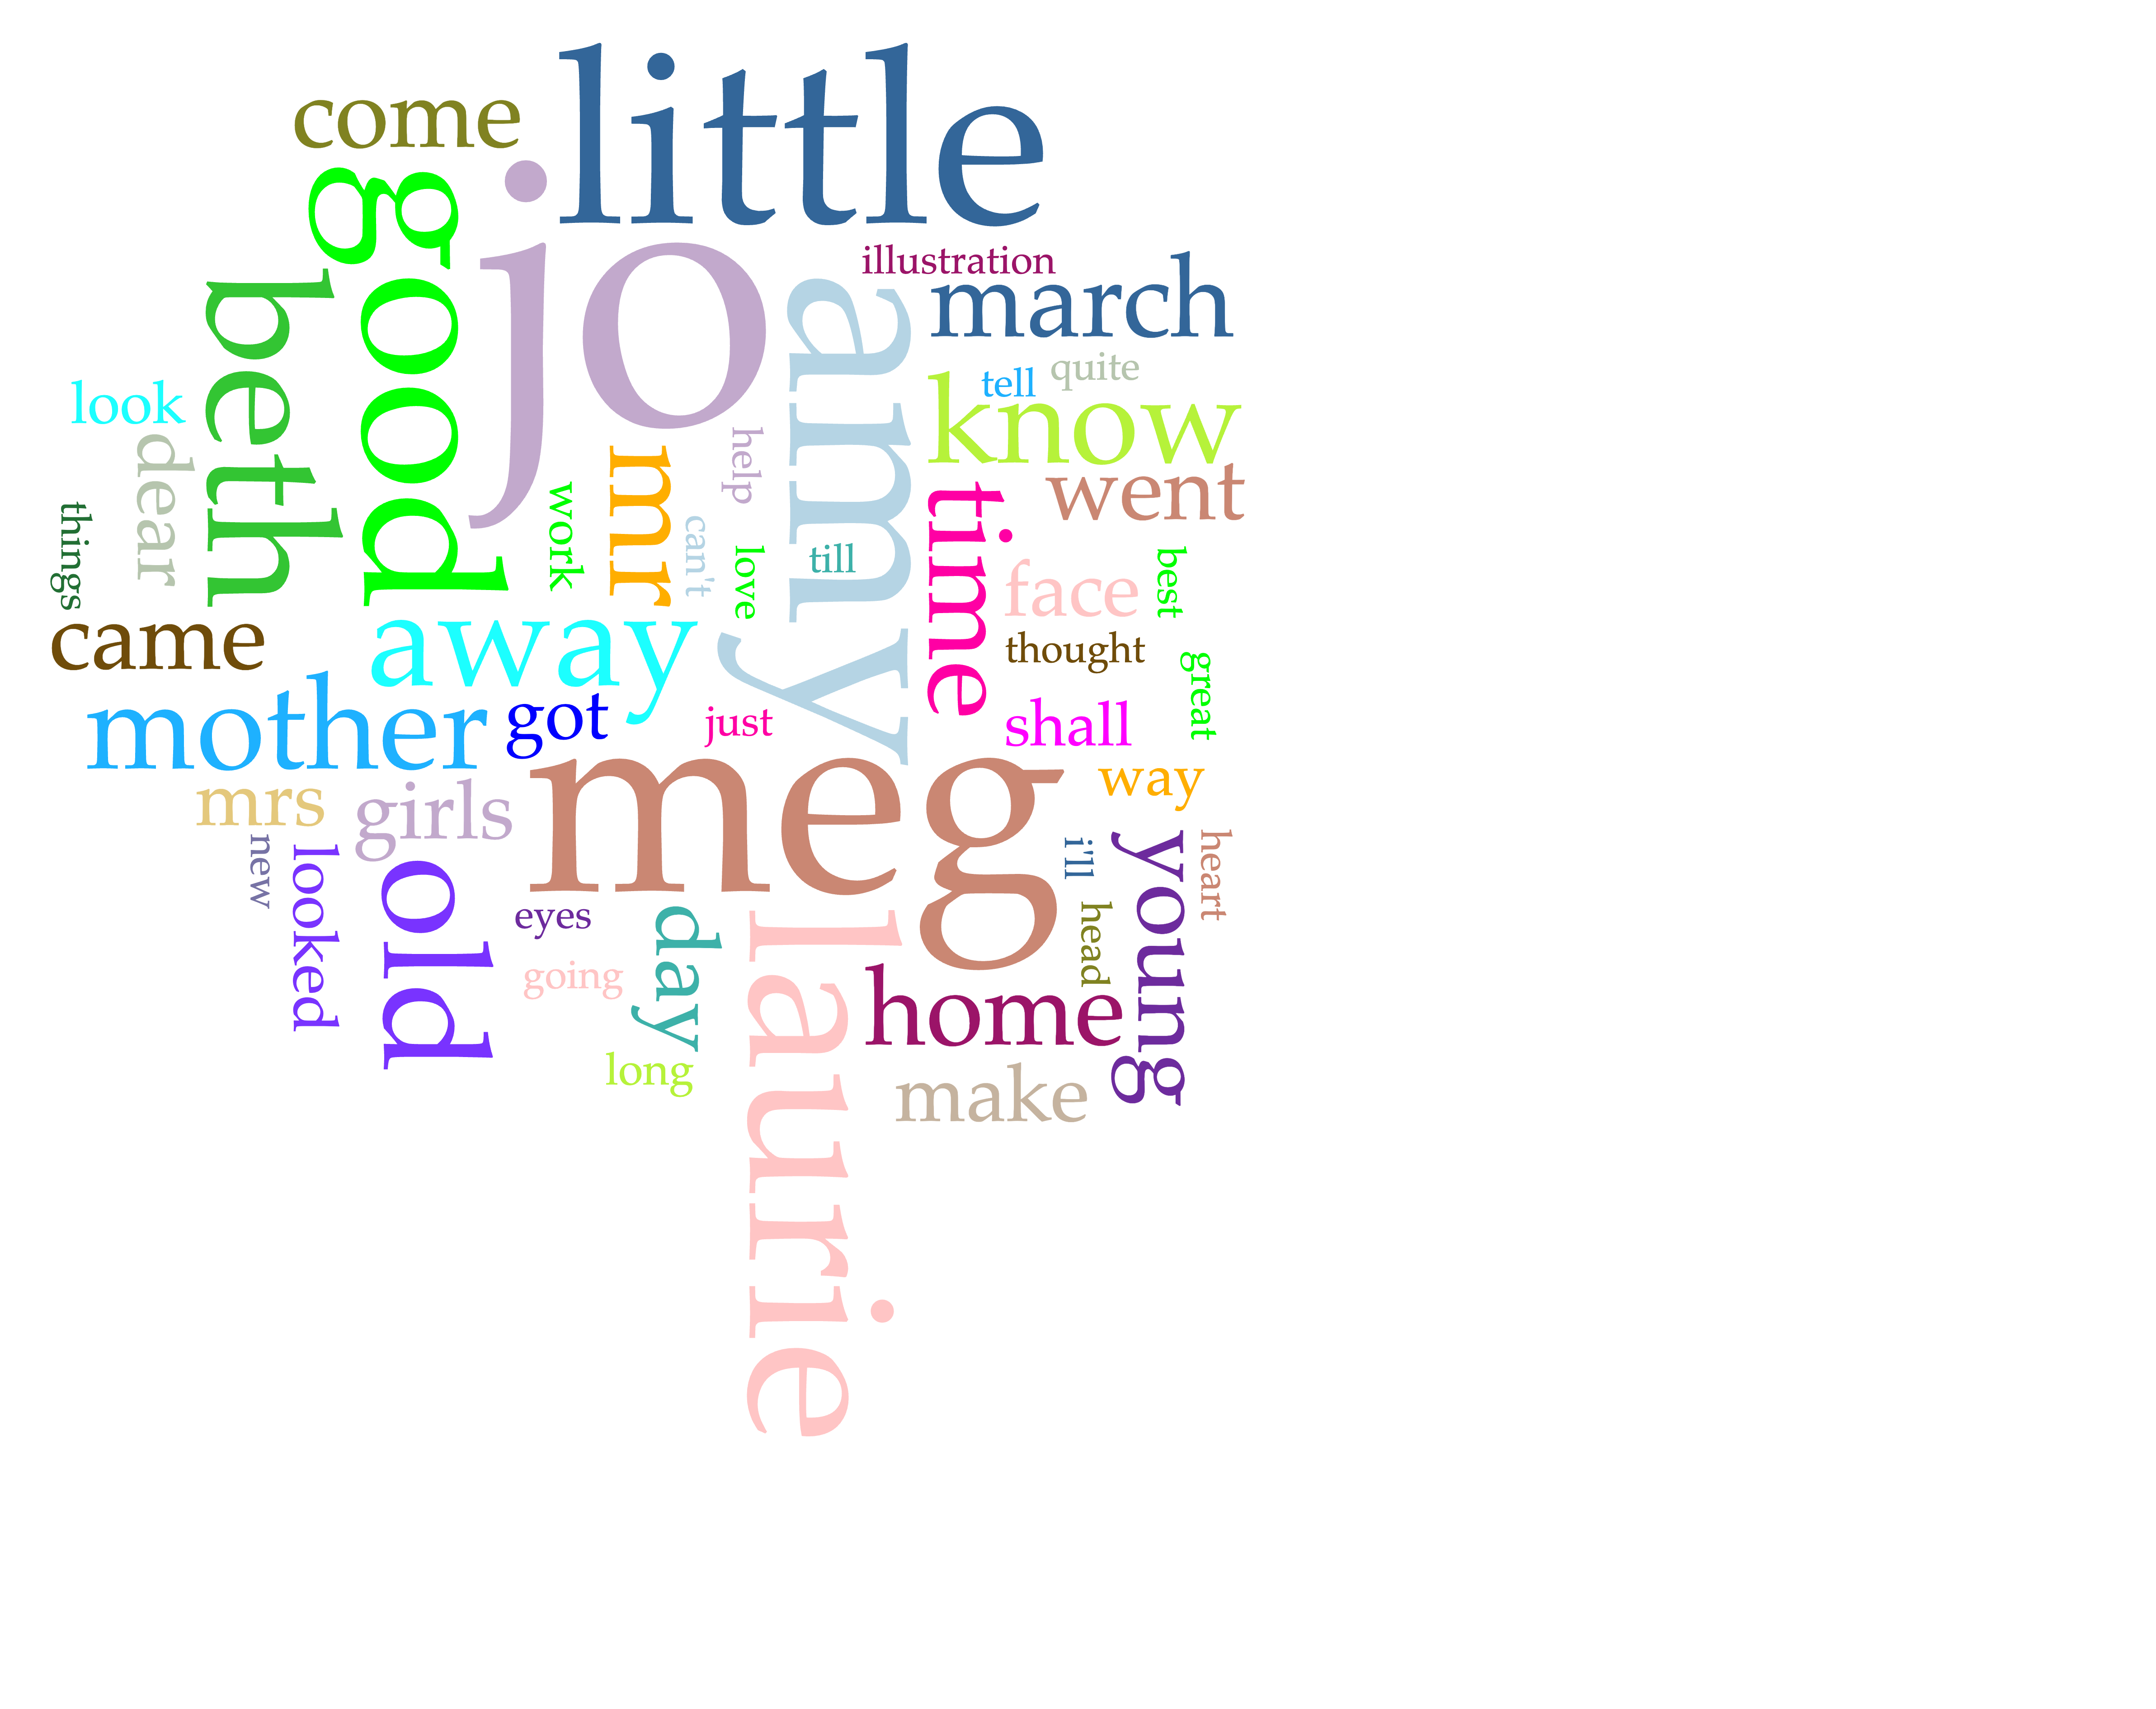 little
come
jo
good
illustration
march
beth
amy
quite
tell
look
know
dear
help
mr
went
work
time
things
can't
love
till
face
best
came
away
thought
great
mother
got
just
shall
meg
way
mrs
girls
new
looked
old
i'll
young
heart
eyes
day
laurie
head
going
home
long
make